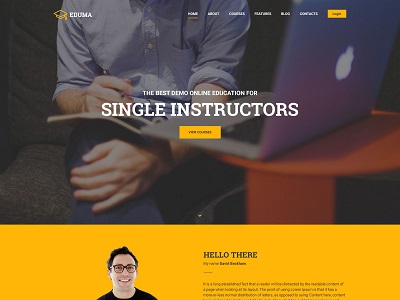 EDUMA
HOME ABOUT COURSES FEATURES BLOG CONTACTS Login
THE BEST DEMO ONLINE EDUCATION FOR
SINGLE INSTRUCTORS
VIEW COURSES
HELLO THERE
My name David Beckham.
It is a long established fact that a reader will be distracted by the readable content of
a page when looking at its layout. The point of using Lorem Ipsum is that it has a
more-or-less normal distribution of letters, as opposed to using Content here, content